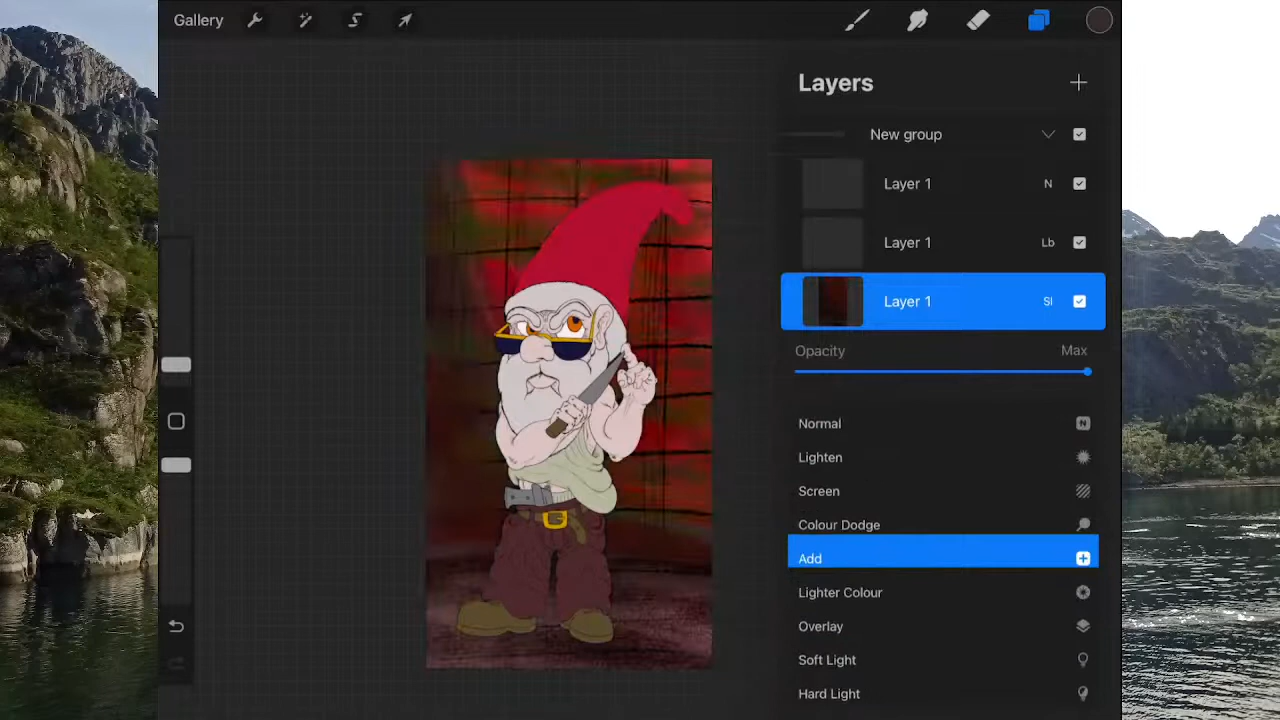 Gallery
Layers
New group
Layer 1 N
Layer 1 Lb
Layer 1 Sl
Opacity Max
Normal N
Lighten
Screen
Colour Dodge
Add
Lighter Colour
Overlay
Soft Light
Hard Light